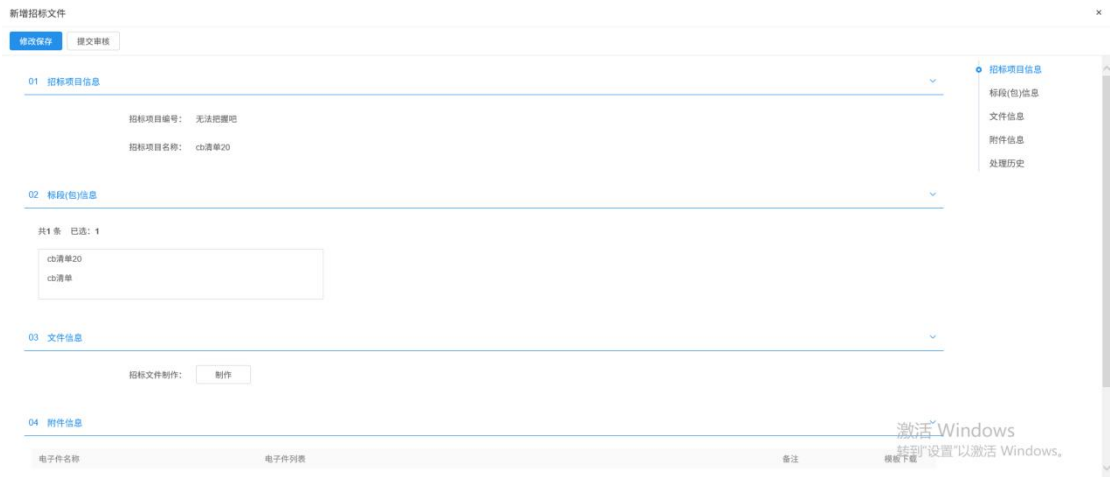 新增招标文件 ×
修改保存 提交审核
01 招标项目信息
招标项目编号： 无法把握吧
招标项目名称： cb清单20
02 标段(包)信息
共1 条 已选：1
cb清单20
cb清单
03 文件信息
招标文件制作： 制作
04 附件信息
电子件名称 电子件列表 备注 模板下载
招标项目信息
标段(包)信息
文件信息
附件信息
处理历史
激活 Windows
转到"设置"以激活 Windows。